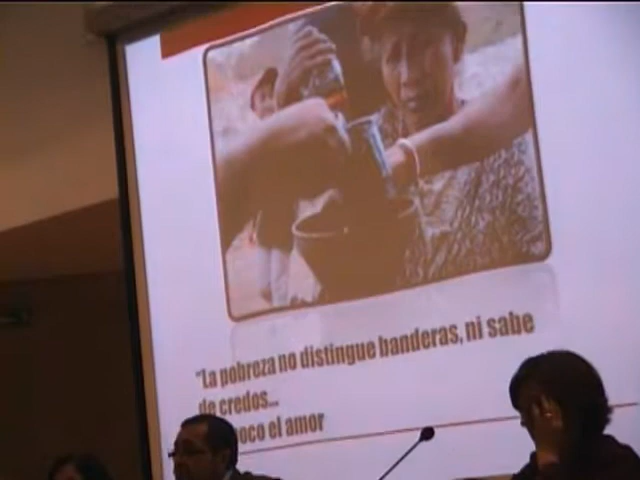 "La pobreza no distingue banderas, ni sabe
de credos...
poco el amor